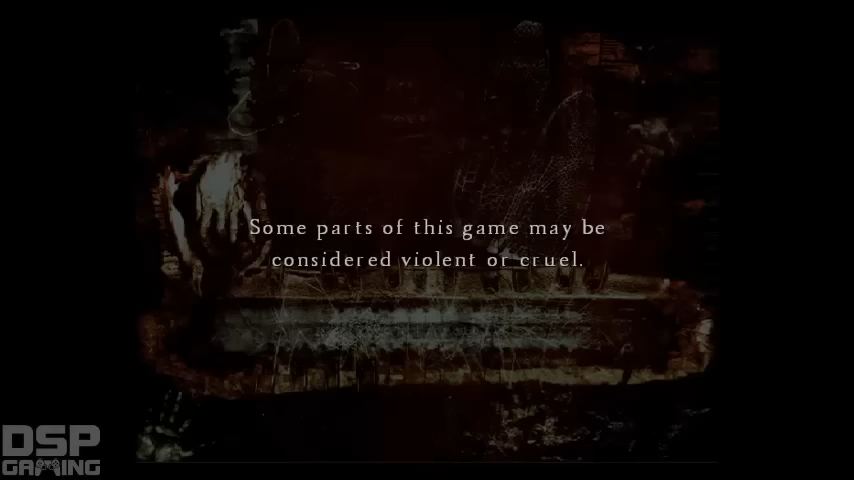 Some parts of this game may be
considered violent or cruel.
DSP
GAMING